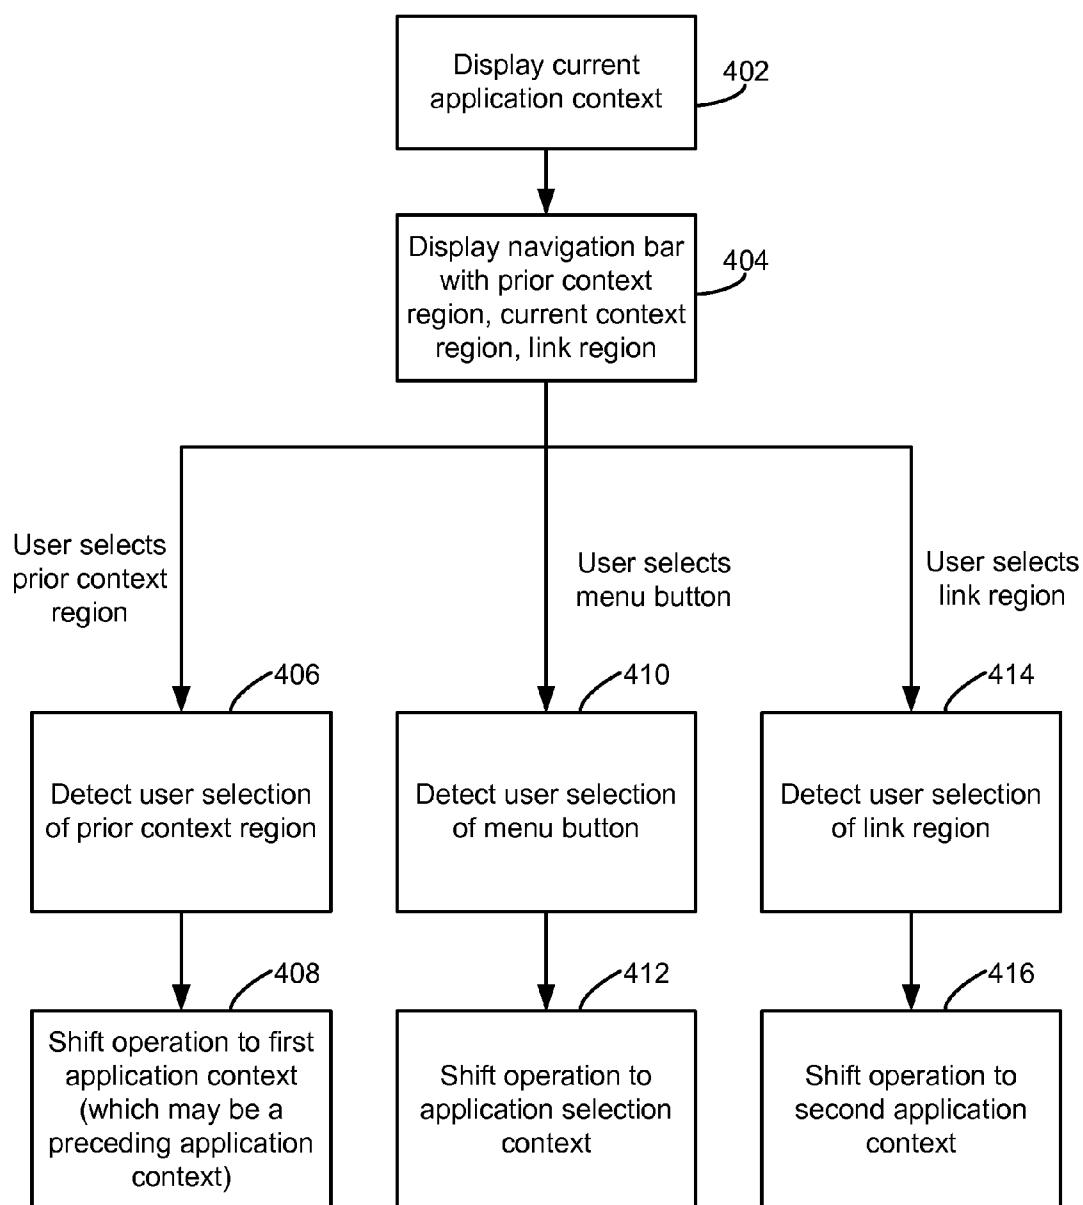 Display current
application context
402
Display navigation bar
with prior context
region, current context
region, link region
404
User selects
prior context
region
User selects
menu button
User selects
link region
406
Detect user selection
of prior context region
410
Detect user selection
of menu button
414
Detect user selection
of link region
408
Shift operation to first
application context
(which may be a
preceding application
context)
412
Shift operation to
application selection
context
416
Shift operation to
second application
context